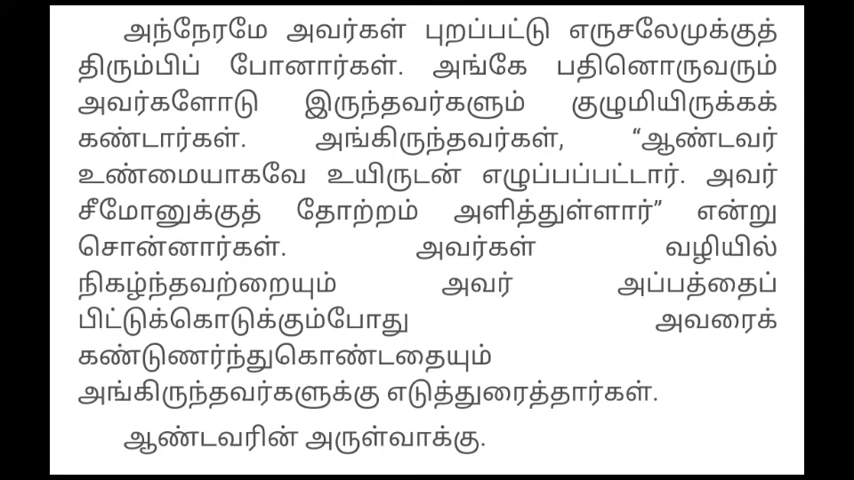 அந்நேரமே அவர்கள் புறப்பட்டு எருசலேமுக்குத்
திரும்பிப் போனார்கள். அங்கே பதினொருவரும்
அவர்களோடு இருந்தவர்களும் குழுமியிருக்கக்
கண்டார்கள். அங்கிருந்தவர்கள், “ஆண்டவர்
உண்மையாகவே உயிருடன் எழுப்பப்பட்டார். அவர்
சீமோனுக்குத் தோற்றம் அளித்துள்ளார்” என்று
சொன்னார்கள். அவர்கள் வழியில்
நிகழ்ந்தவற்றையும் அவர் அப்பத்தைப்
பிட்டுக்கொடுக்கும்போது அவரைக்
கண்டுணர்ந்துகொண்டதையும்
அங்கிருந்தவர்களுக்கு எடுத்துரைத்தார்கள்.
ஆண்டவரின் அருள்வாக்கு.